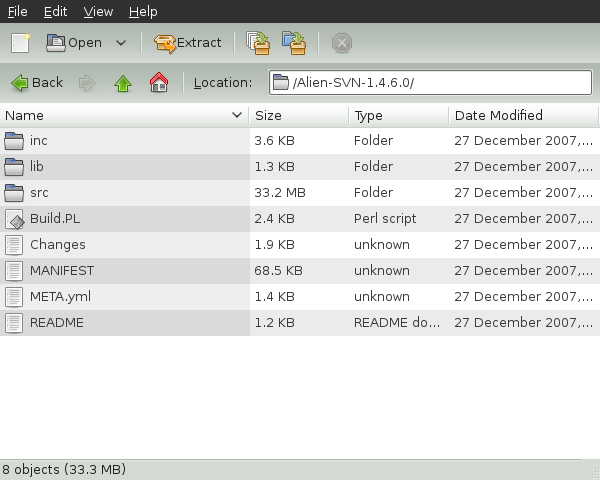 File Edit View Help
Open Extract
Back Location: /Alien-SVN-1.4.6.0/
Name Size Type Date Modified
inc 3.6 KB Folder 27 December 2007,...
lib 1.3 KB Folder 27 December 2007,...
src 33.2 MB Folder 27 December 2007,...
Build.PL 2.4 KB Perl script 27 December 2007,...
Changes 1.9 KB unknown 27 December 2007,...
MANIFEST 68.5 KB unknown 27 December 2007,...
META.yml 1.4 KB unknown 27 December 2007,...
README 1.2 KB README do... 27 December 2007,...
8 objects (33.3 MB)